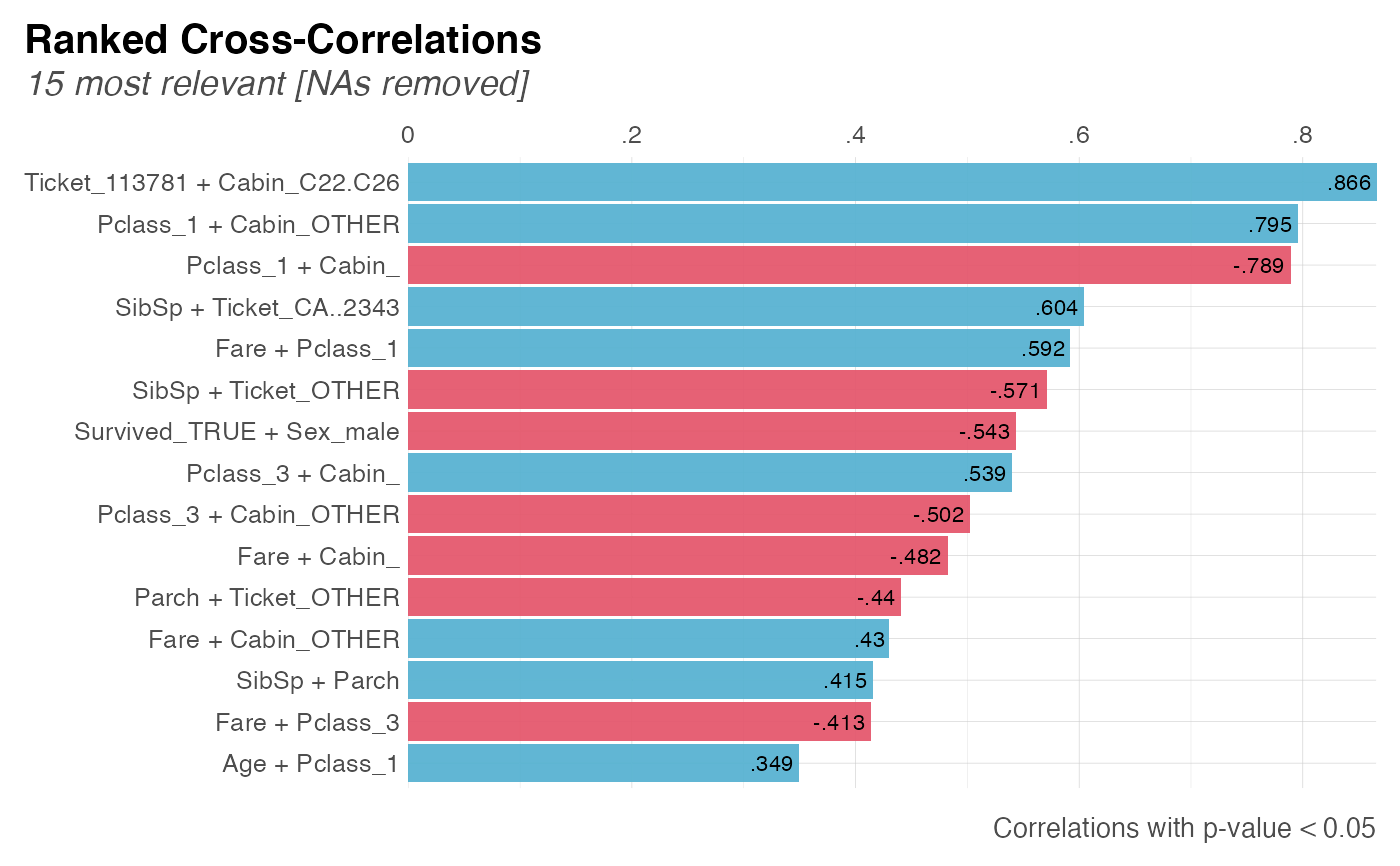 Ranked Cross-Correlations
15 most relevant [NAs removed]
0 .2 .4 .6 .8
Ticket_113781 + Cabin_C22.C26 .866
Pclass_1 + Cabin_OTHER .795
Pclass_1 + Cabin_ -.789
SibSp + Ticket_CA..2343 .604
Fare + Pclass_1 .592
SibSp + Ticket_OTHER -.571
Survived_TRUE + Sex_male -.543
Pclass_3 + Cabin_ .539
Pclass_3 + Cabin_OTHER -.502
Fare + Cabin_ -.482
Parch + Ticket_OTHER -.44
Fare + Cabin_OTHER .43
SibSp + Parch .415
Fare + Pclass_3 -.413
Age + Pclass_1 .349
Correlations with p-value < 0.05